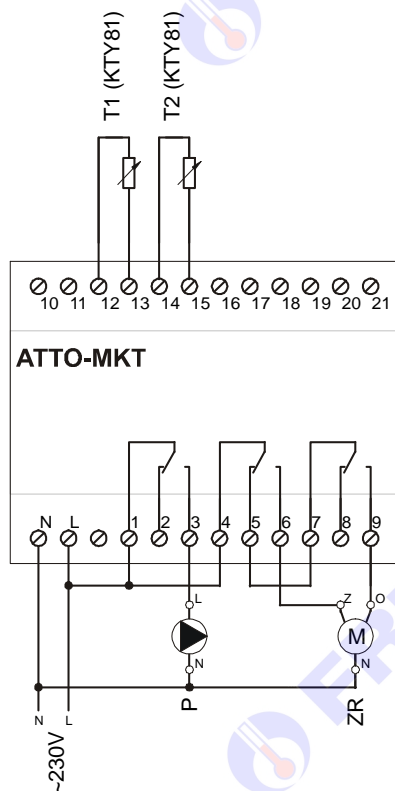 T1 (KTY81)
T2 (KTY81)
10 11 12 13 14 15 16 17 18 19 20 21
ATTO-MKT
N L 1 2 3 4 5 6 7 8 9
L
Z
O
M
N
N
P
ZR
N
L
~230V